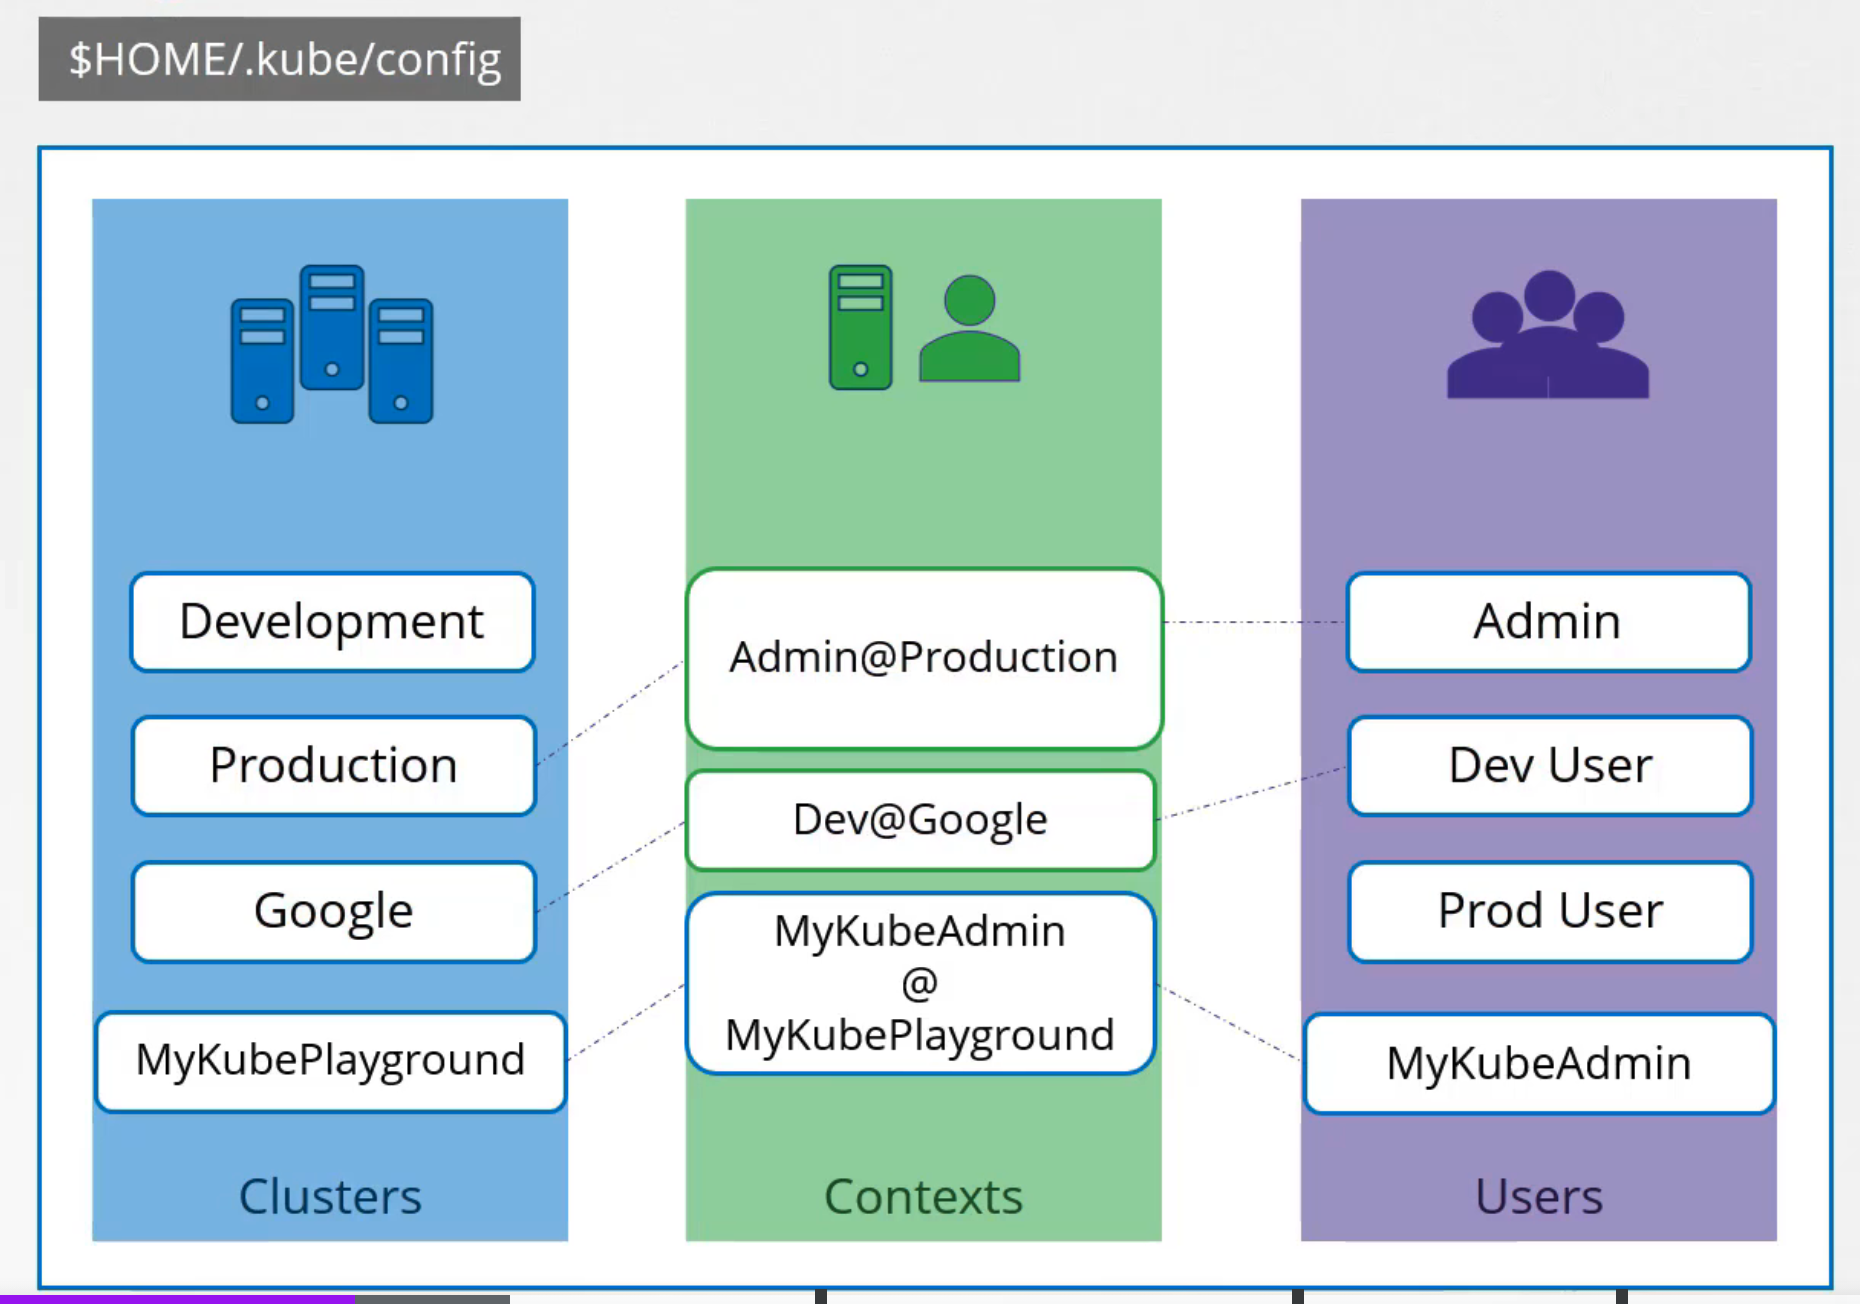 $HOME/.kube/config
Development
Production
Google
MyKubePlayground
Clusters
Admin@Production
Dev@Google
MyKubeAdmin
@
MyKubePlayground
Contexts
Admin
Dev User
Prod User
MyKubeAdmin
Users